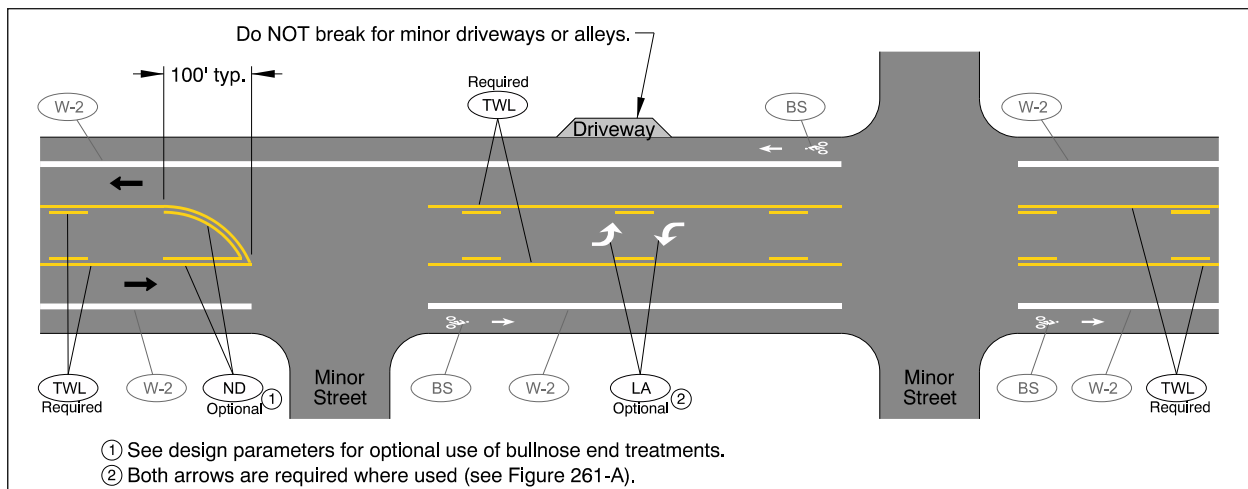 Do NOT break for minor driveways or alleys.
100' typ.
Required
W-2
TWL
BS
W-2
Driveway
TWL
Required
W-2
ND
Optional ①
Minor
Street
BS
W-2
LA
Optional ②
Minor
Street
BS
W-2
TWL
Required
① See design parameters for optional use of bullnose end treatments.
② Both arrows are required where used (see Figure 261-A).